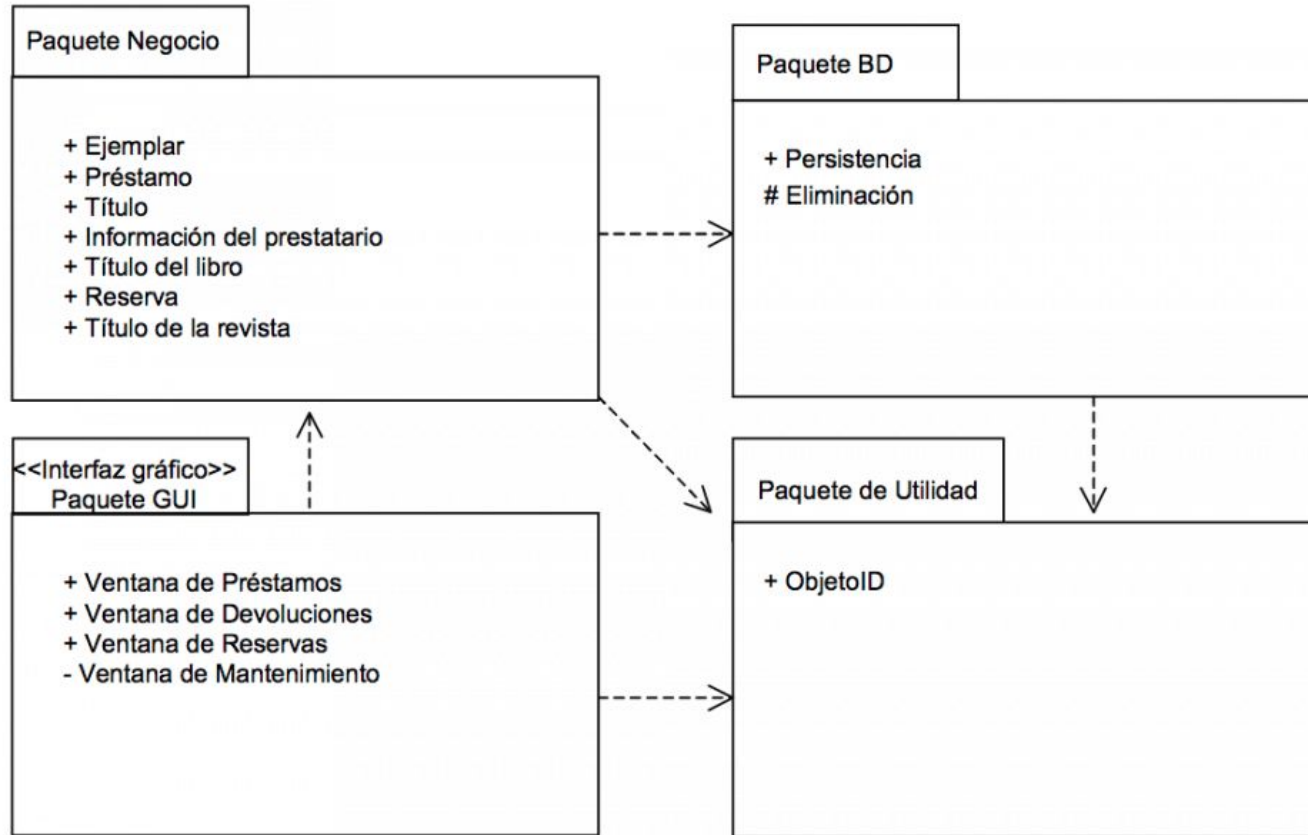 Paquete Negocio
+ Ejemplar
+ Préstamo
+ Título
+ Información del prestatario
+ Título del libro
+ Reserva
+ Título de la revista
Paquete BD
+ Persistencia
# Eliminación
<<Interfaz gráfico>>
Paquete GUI
+ Ventana de Préstamos
+ Ventana de Devoluciones
+ Ventana de Reservas
- Ventana de Mantenimiento
Paquete de Utilidad
+ ObjetoID